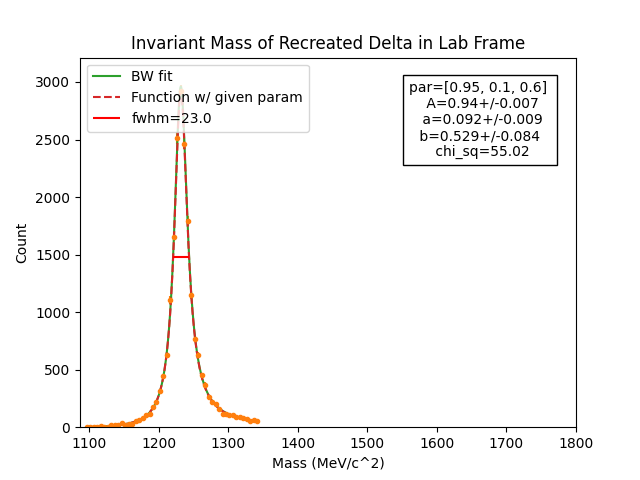 Invariant Mass of Recreated Delta in Lab Frame
BW fit
Function w/ given param
fwhm=23.0
par=[0.95, 0.1, 0.6]
A=0.94+/-0.007
a=0.092+/-0.009
b=0.529+/-0.084
chi_sq=55.02
Count
3000
2500
2000
1500
1000
500
0
1100 1200 1300 1400 1500 1600 1700 1800
Mass (MeV/c^2)